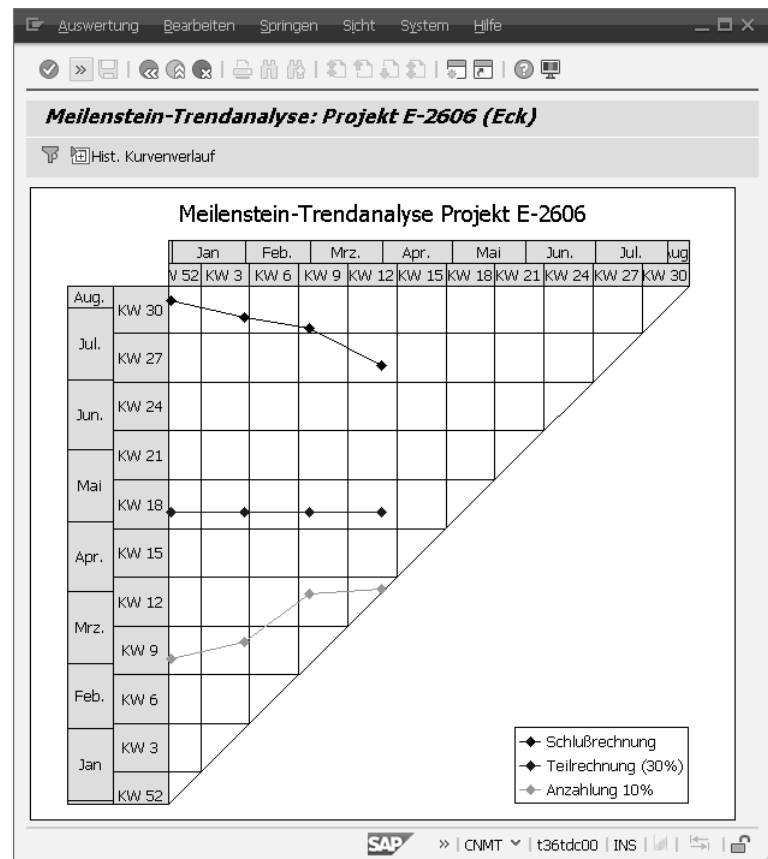 Auswertung Bearbeiten Springen Sicht System Hilfe
Meilenstein-Trendanalyse: Projekt E-2606 (Eck)
Hist. Kurvenverlauf
Meilenstein-Trendanalyse Projekt E-2606
Jan Feb. Mrz. Apr. Mai Jun. Jul. Aug
V 52 KW 3 KW 6 KW 9 KW 12 KW 15 KW 18 KW 21 KW 24 KW 27 KW 30
Aug.
KW 30
Jul.
KW 27
KW 24
Jun.
KW 21
Mai
KW 18
KW 15
Apr.
KW 12
Mrz.
KW 9
Feb.
KW 6
KW 3
Jan
KW 52
Schlußrechnung
Teilrechnung (30%)
Anzahlung 10%
SAP » | CNMT | t36tdc00 | INS